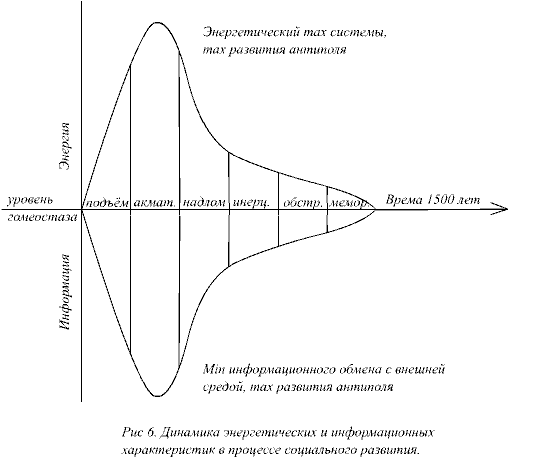 Энергетический max системы,
max развития антиполя
Энергия
уровень
гомеостаза
подъём акмат. надлом инерц. обстр. мемор.
Врема 1500 лет
Информация
Min информационного обмена с внешней
средой, max развития антиполя
Рис 6. Динамика энергетических и информационных
характеристик в процессе социального развития.